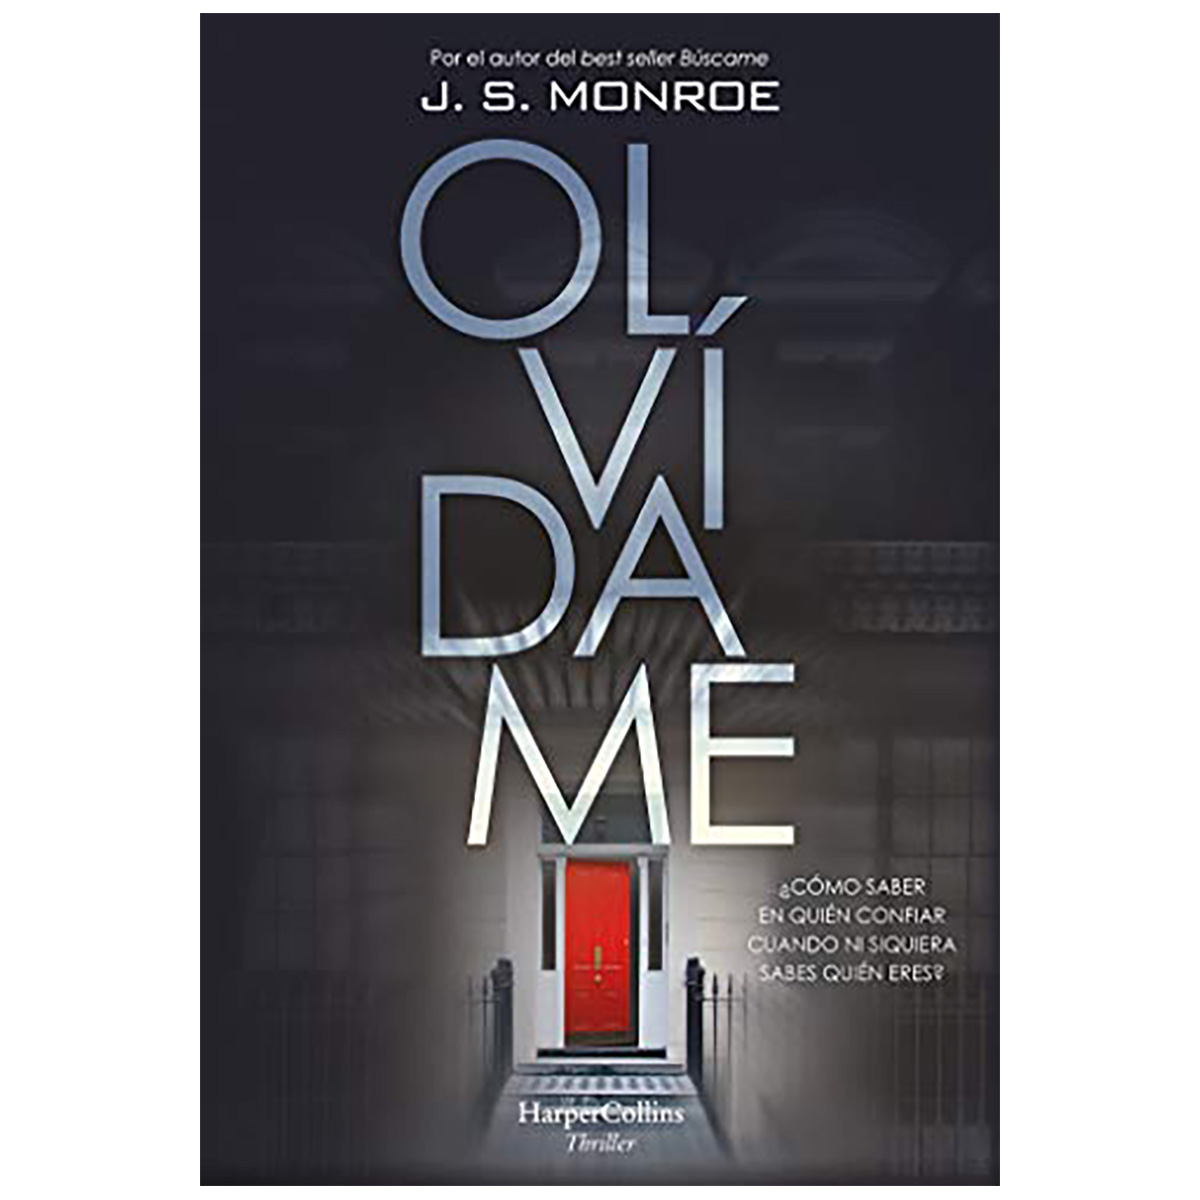 Por el autor del best seller Búscame
J. S. MONROE
OL
VÍ
DA
ME
¿CÓMO SABER
EN QUIÉN CONFIAR
CUANDO NI SIQUIERA
SABES QUIÉN ERES?
HarperCollins
Thriller